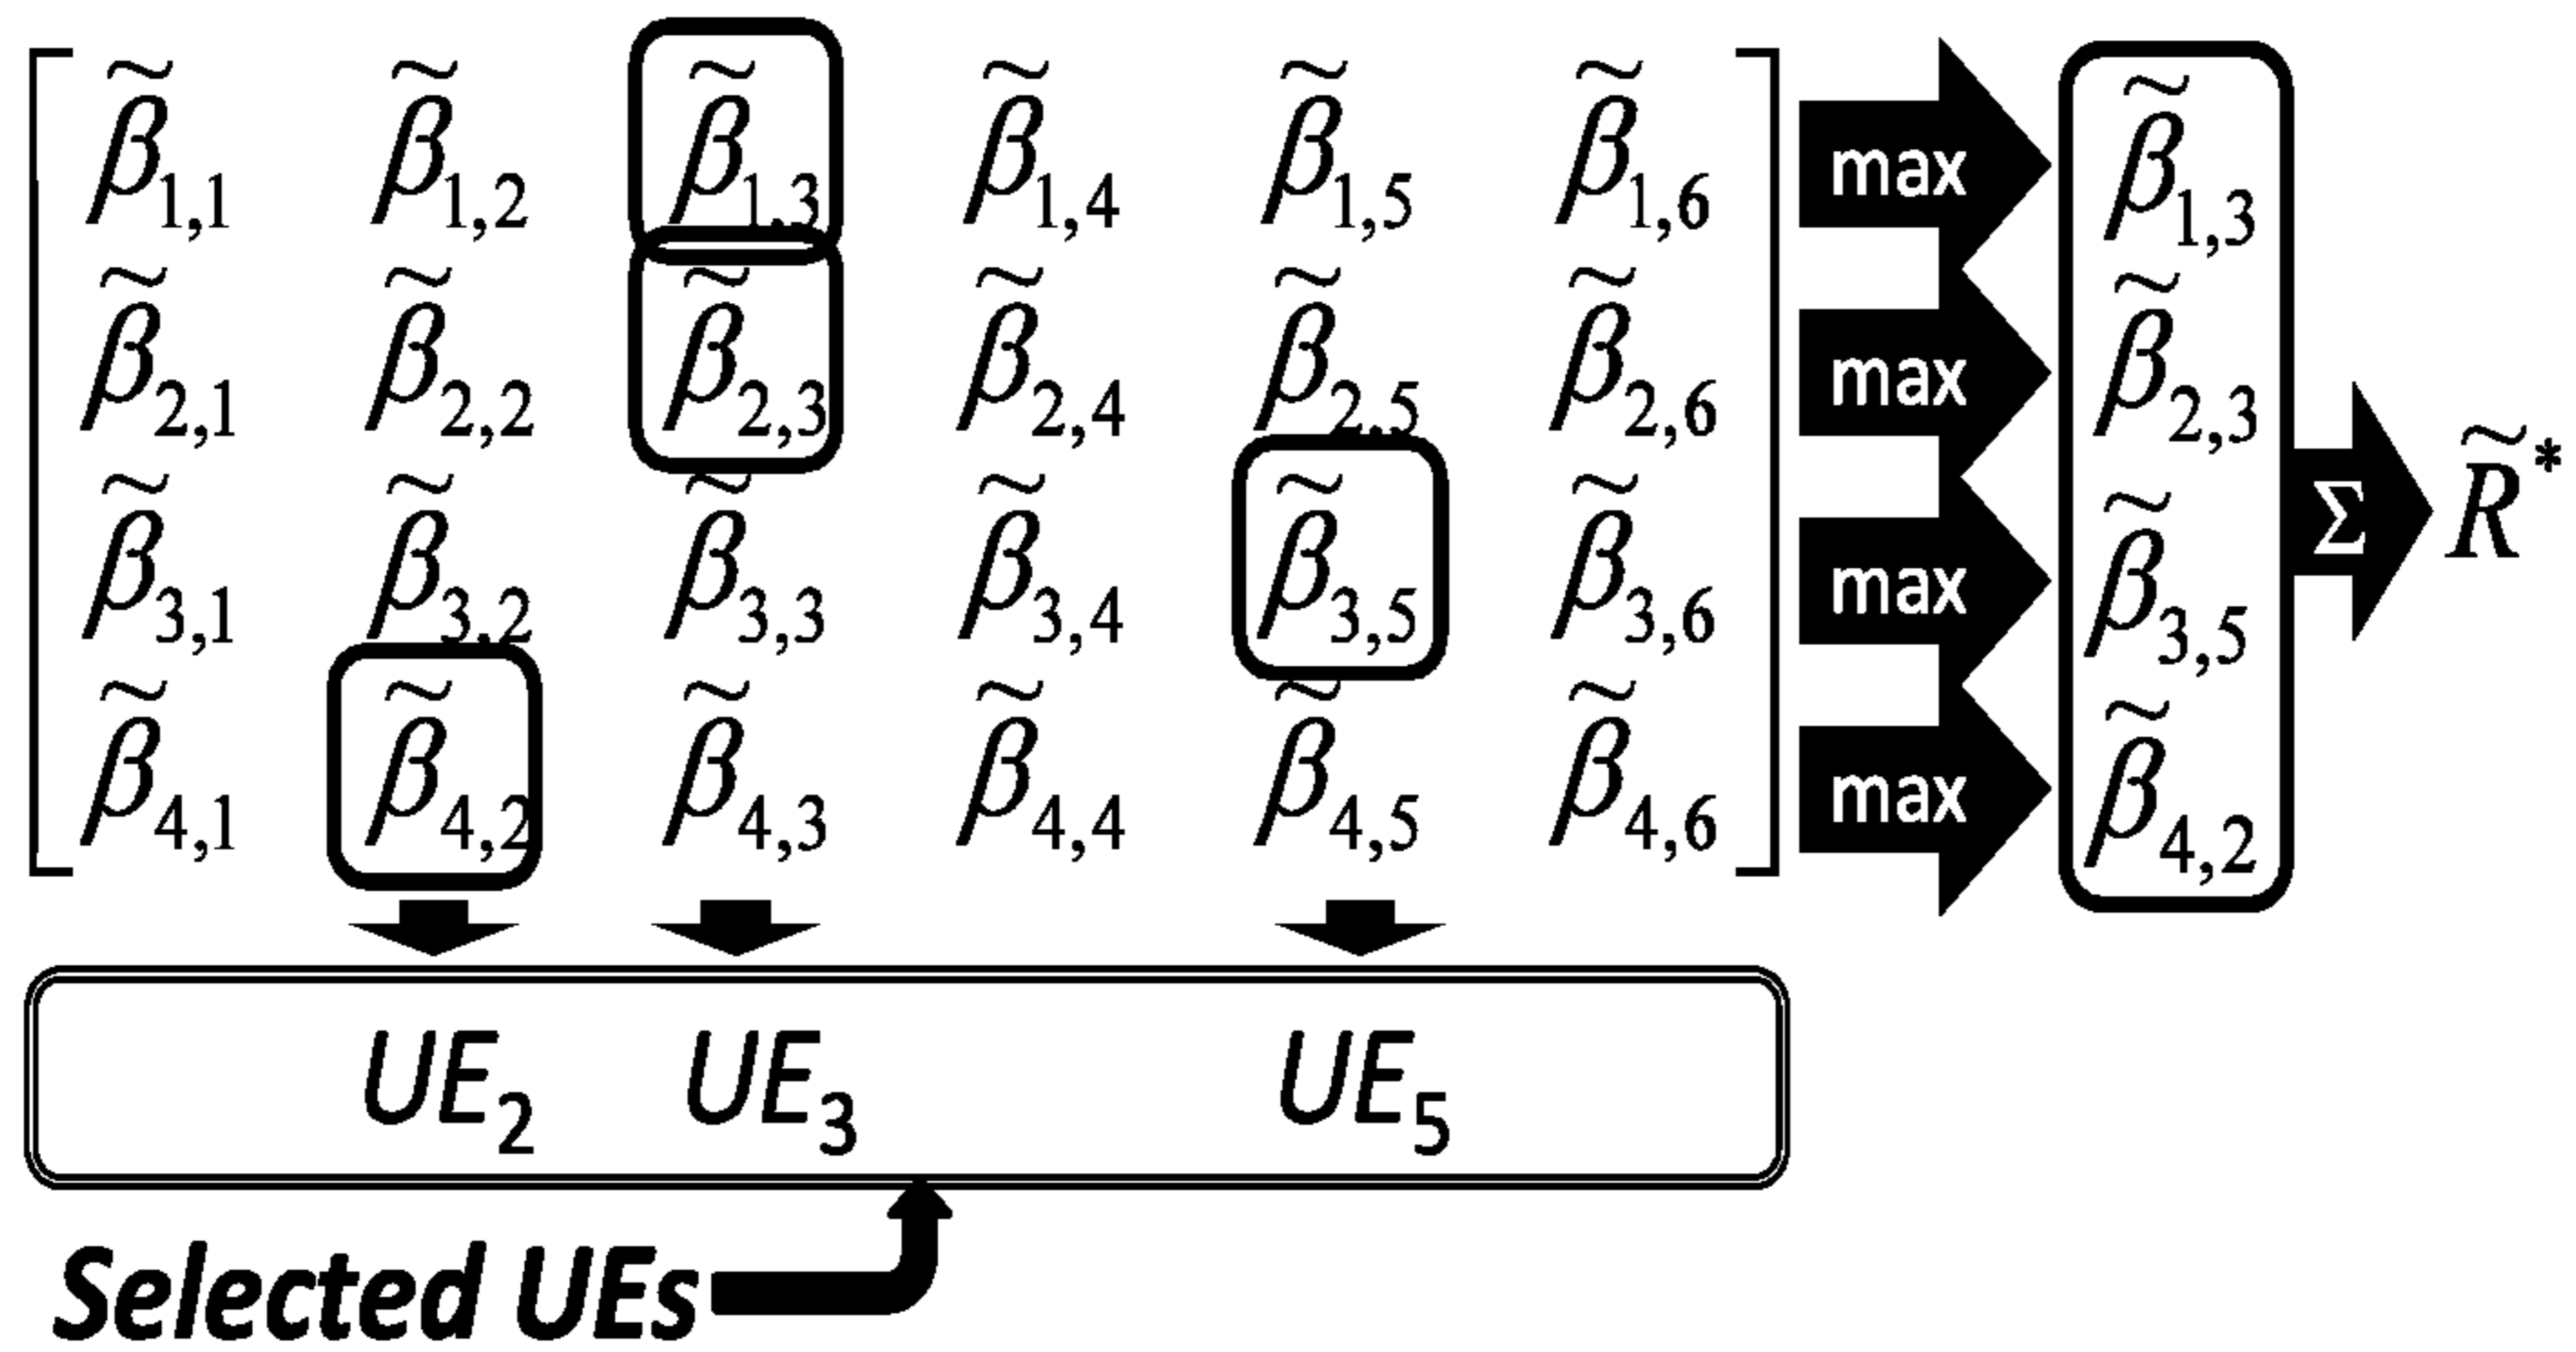 β̃1,1 β̃1,2 β̃1,3 β̃1,4 β̃1,5 β̃1,6 max β̃1,3
β̃2,1 β̃2,2 β̃2,3 β̃2,4 β̃2,5 β̃2,6 max β̃2,3
Σ R̃*
β̃3,1 β̃3,2 β̃3,3 β̃3,4 β̃3,5 β̃3,6 max β̃3,5
β̃4,1 β̃4,2 β̃4,3 β̃4,4 β̃4,5 β̃4,6 max β̃4,2
UE2 UE3 UE5
Selected UEs